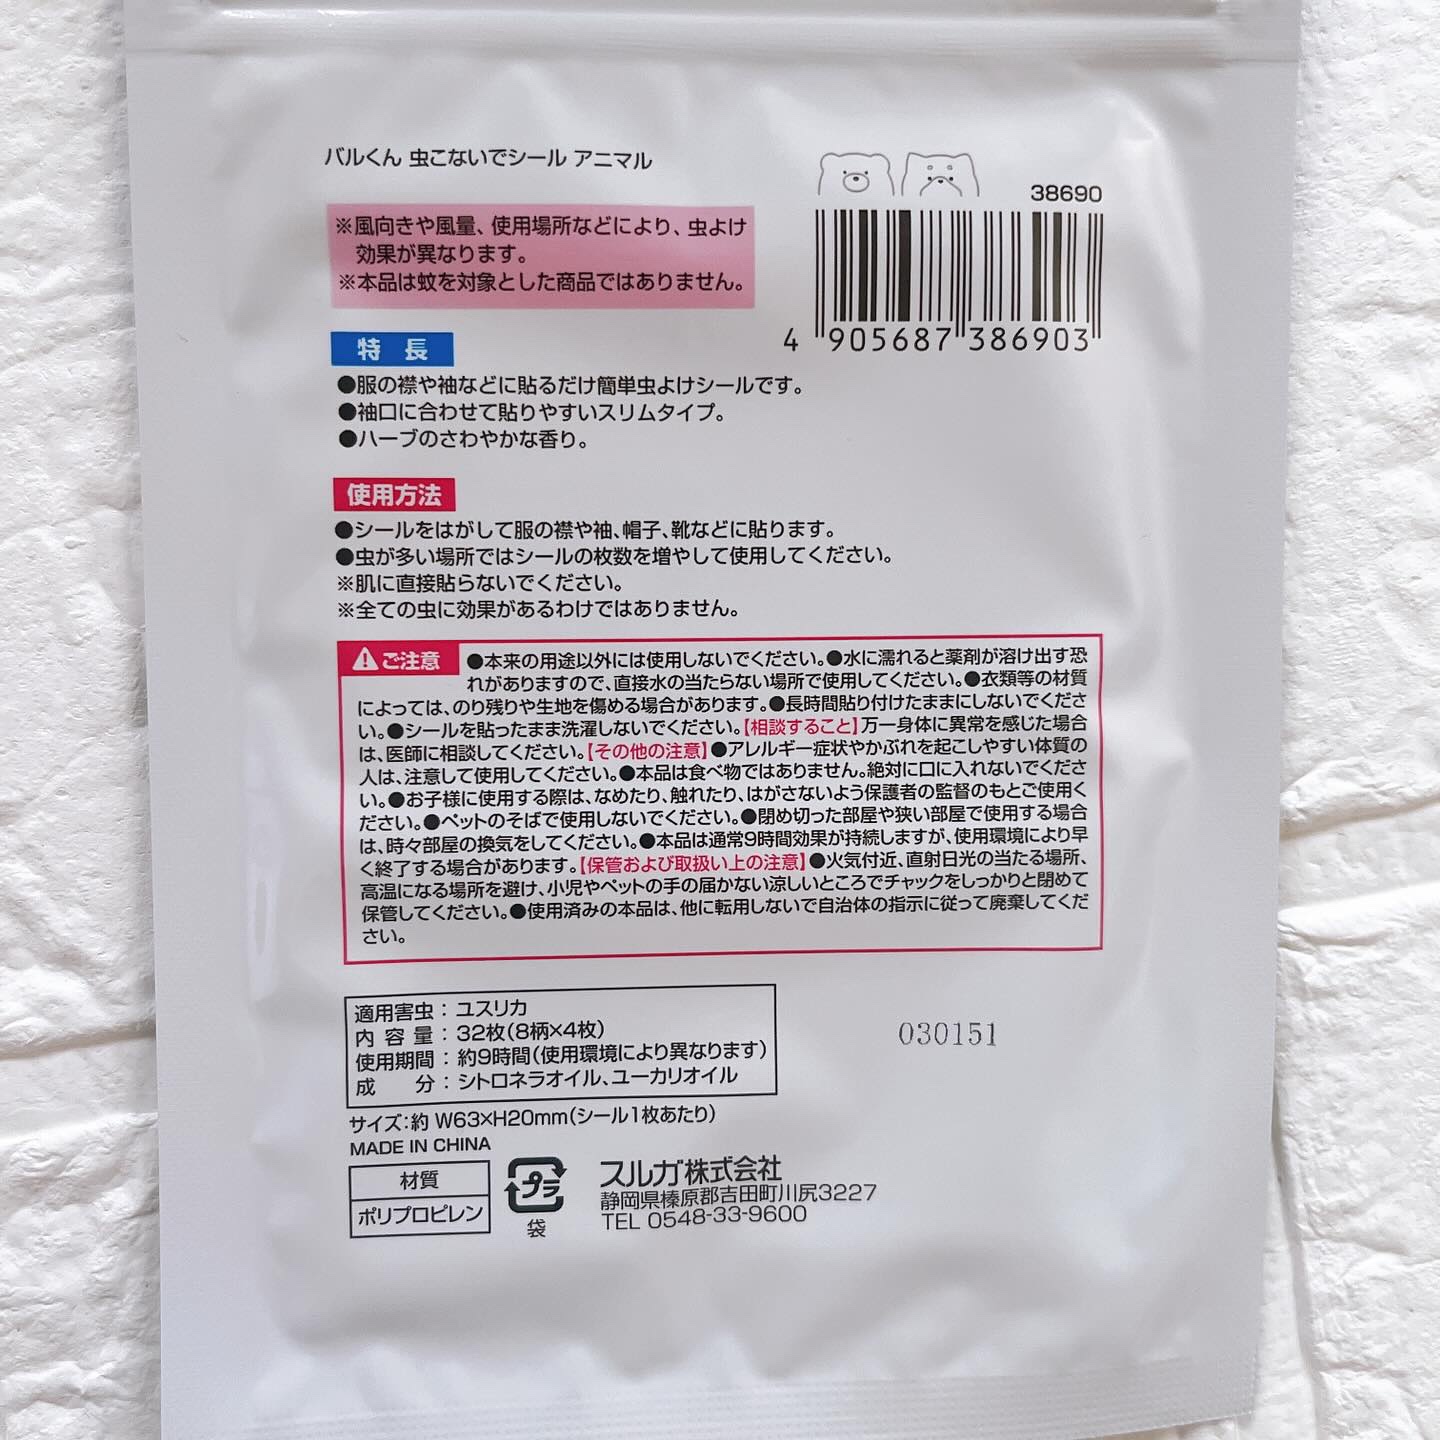 バルくん 虫こないでシール アニマル
38690
※風向きや風量、使用場所などにより、虫よけ
効果が異なります。
※本品は蚊を対象とした商品ではありません。
4 905687 386903
特 長
●服の襟や袖などに貼るだけ簡単虫よけシールです。
●袖口に合わせて貼りやすいスリムタイプ。
●ハーブのさわやかな香り。
使用方法
●シールをはがして服の襟や袖、帽子、靴などに貼ります。
●虫が多い場所ではシールの枚数を増やして使用してください。
※肌に直接貼らないでください。
※全ての虫に効果があるわけではありません。
ご注意 ●本来の用途以外には使用しないでください。●水に濡れると薬剤が溶け出す恐
れがありますので、直接水の当たらない場所で使用してください。●衣類等の材質
によっては、のり残りや生地を傷める場合があります。●長時間貼り付けたままにしないでくださ
い。●シールを貼ったまま洗濯しないでください。【相談すること】万一身体に異常を感じた場合
は、医師に相談してください。【その他の注意】●アレルギー症状やかぶれを起こしやすい体質の
人は、注意して使用してください。●本品は食べ物ではありません。絶対に口に入れないでくださ
い。●お子様に使用する際は、なめたり、触れたり、はがさないよう保護者の監督のもとご使用く
ださい。●ペットのそばで使用しないでください。●閉め切った部屋や狭い部屋で使用する場合
は、時々部屋の換気をしてください。●本品は通常9時間効果が持続しますが、使用環境により早
く終了する場合があります。【保管および取扱い上の注意】●火気付近、直射日光の当たる場所、
高温になる場所を避け、小児やペットの手の届かない涼しいところでチャックをしっかりと閉めて
保管してください。●使用済みの本品は、他に転用しないで自治体の指示に従って廃棄してくだ
さい。
適用害虫：ユスリカ
内容量：32枚(8柄×4枚)
使用期間：約9時間(使用環境により異なります)
成分：シトロネラオイル、ユーカリオイル
030151
サイズ：約 W63×H20mm(シール1枚あたり)
MADE IN CHINA
材質
ポリプロピレン
プラ
袋
スルガ株式会社
静岡県榛原郡吉田町川尻3227
TEL 0548-33-9600